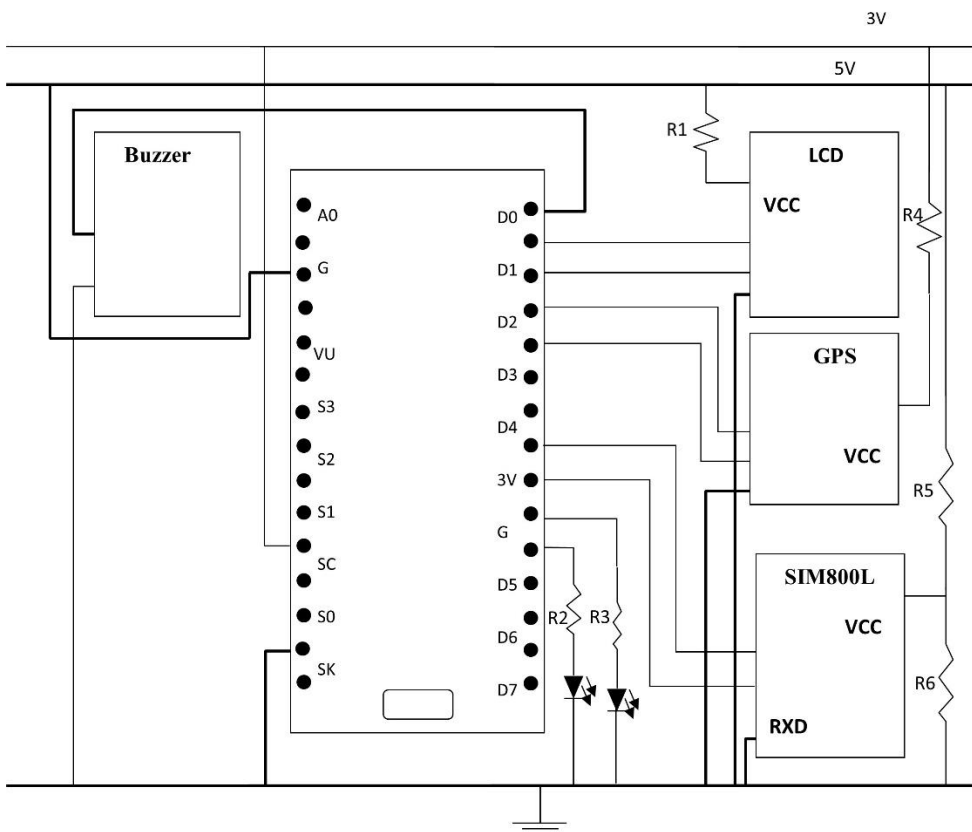 3V
5V
R1
Buzzer
LCD
VCC
A0
D0
R4
G
D1
D2
VU
GPS
D3
S3
D4
S2
VCC
3V
R5
S1
G
SC
SIM800L
D5
S0
R2
R3
VCC
D6
SK
R6
D7
RXD